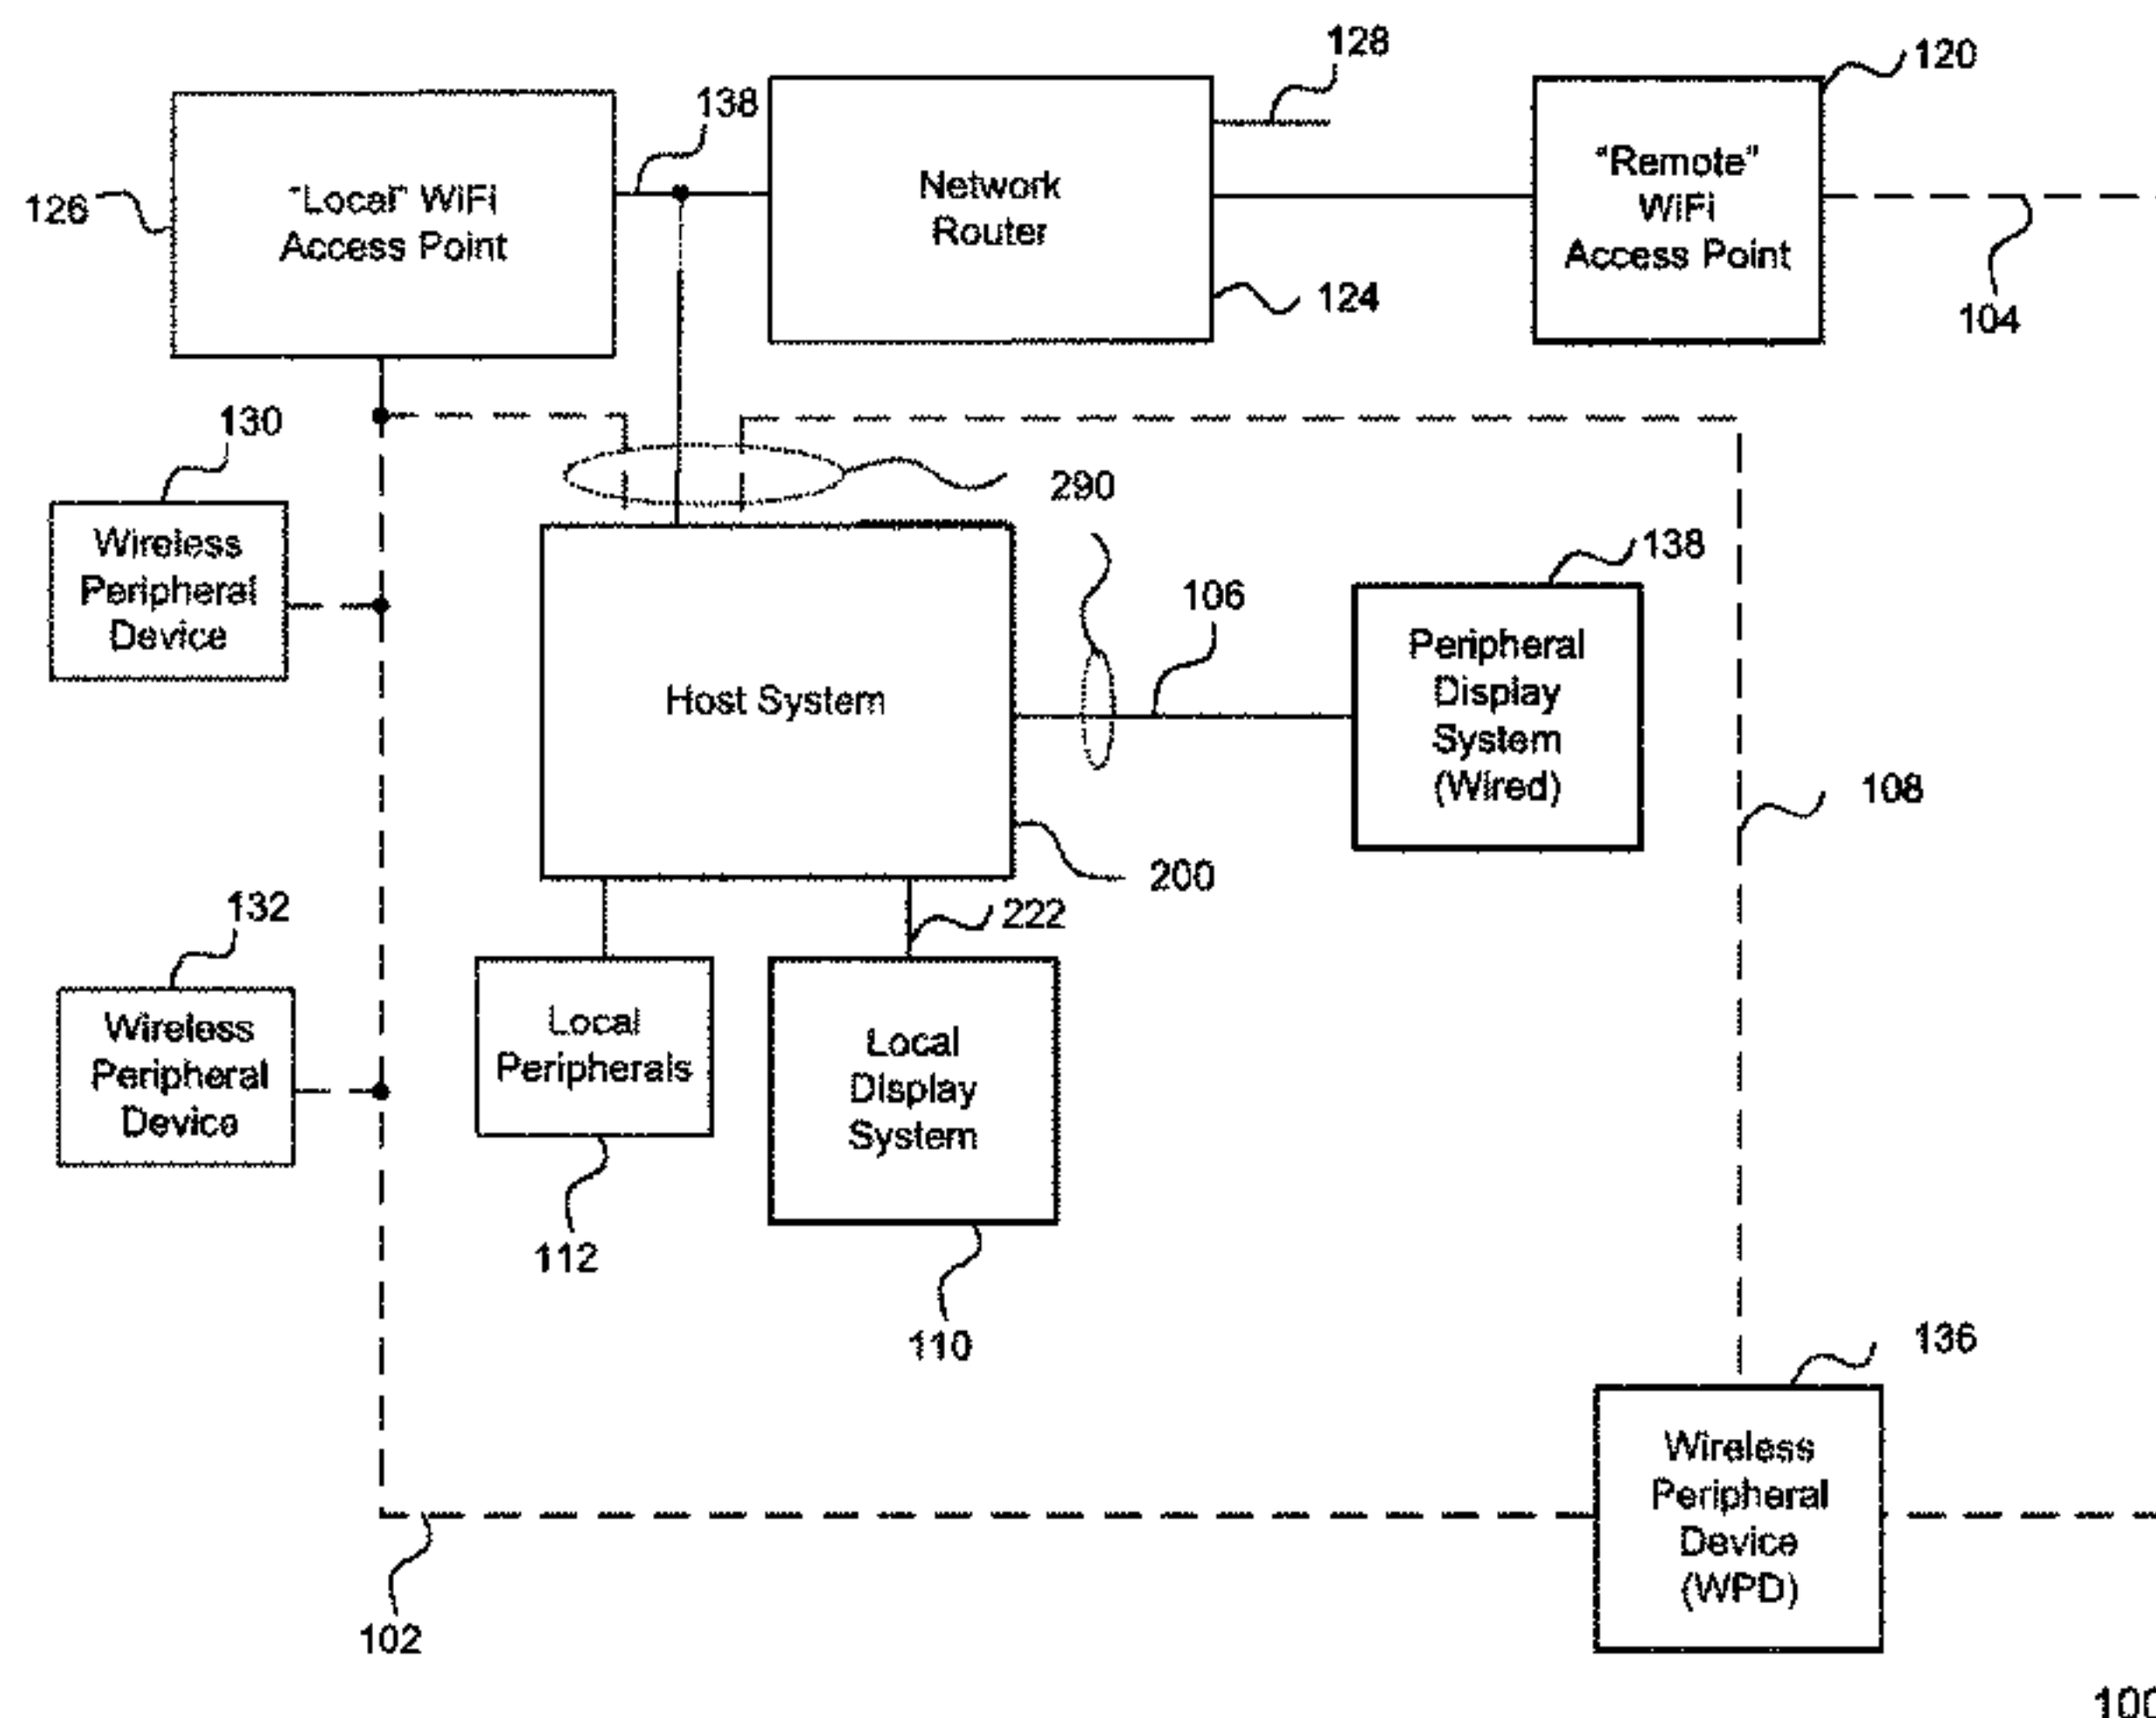 128
120
138
"Local" WiFi
Access Point
126
Network
Router
124
"Remote"
WiFi
Access Point
104
130
Wireless
Peripheral
Device
290
Host System
106
138
Peripheral
Display
System
(Wired)
108
200
222
132
Wireless
Peripheral
Device
Local
Peripherals
112
Local
Display
System
110
136
Wireless
Peripheral
Device
(WPD)
102
100